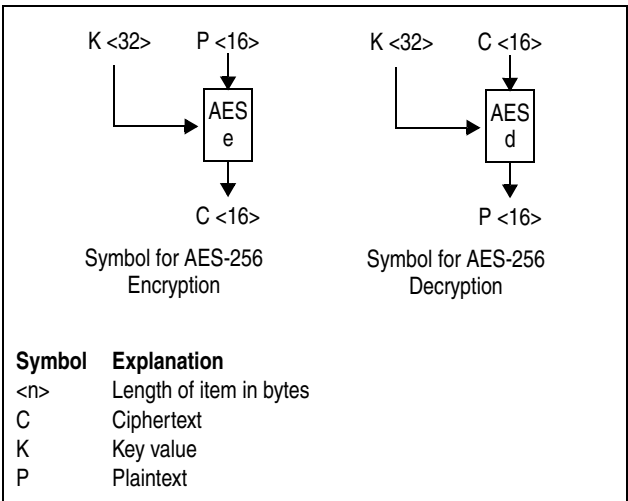 K <32> P <16> K <32> C <16>
AES AES
e d
C <16> P <16>
Symbol for AES-256 Symbol for AES-256
Encryption Decryption
Symbol Explanation
<n> Length of item in bytes
C Ciphertext
K Key value
P Plaintext